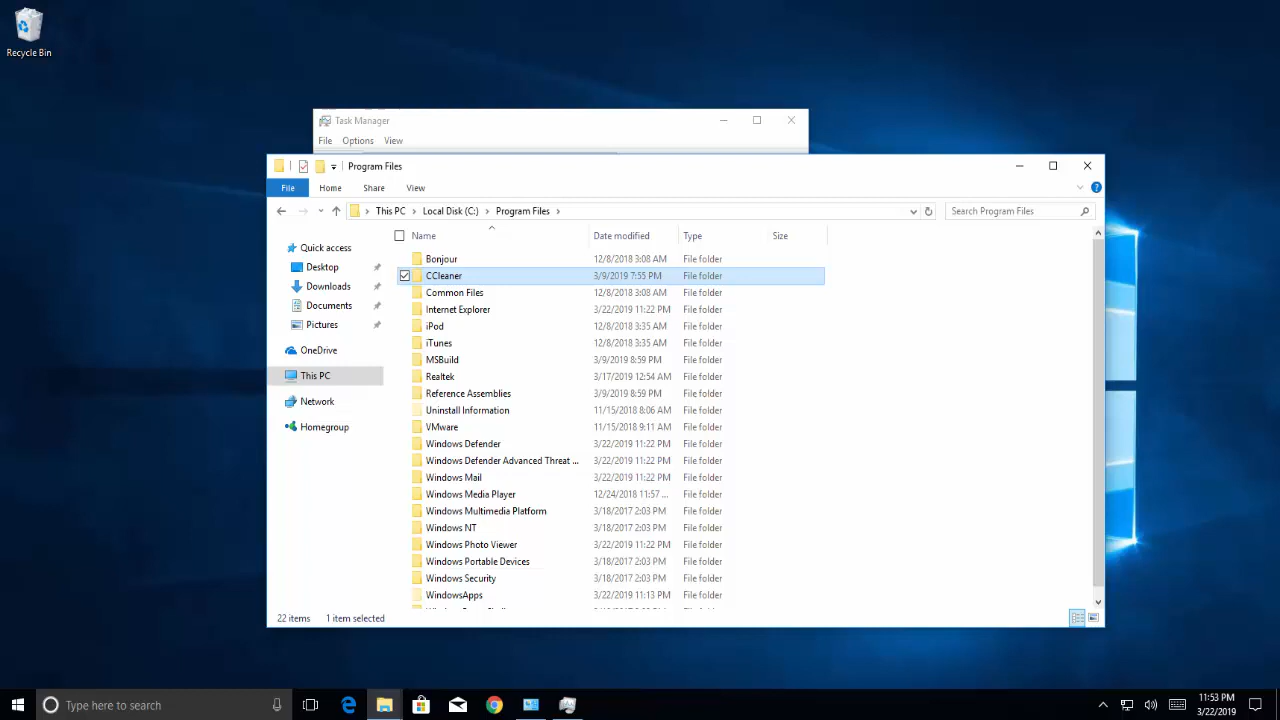 Recycle Bin
Task Manager
File Options View
Program Files
File Home Share View
This PC Local Disk (C:) Program Files
Search Program Files
Name Date modified Type Size
Quick access
Desktop
Downloads
Documents
Pictures
OneDrive
This PC
Network
Homegroup
Bonjour 12/8/2018 3:08 AM File folder
CCleaner 3/9/2019 7:55 PM File folder
Common Files 12/8/2018 3:08 AM File folder
Internet Explorer 3/22/2019 11:22 PM File folder
iPod 12/8/2018 3:35 AM File folder
iTunes 12/8/2018 3:35 AM File folder
MSBuild 3/9/2019 8:59 PM File folder
Realtek 3/17/2019 12:54 AM File folder
Reference Assemblies 3/9/2019 8:59 PM File folder
Uninstall Information 11/15/2018 8:06 AM File folder
VMware 11/15/2018 9:11 AM File folder
Windows Defender 3/22/2019 11:22 PM File folder
Windows Defender Advanced Threat ... 3/22/2019 11:22 PM File folder
Windows Mail 3/22/2019 11:22 PM File folder
Windows Media Player 12/24/2018 11:57 ... File folder
Windows Multimedia Platform 3/18/2017 2:03 PM File folder
Windows NT 3/18/2017 2:03 PM File folder
Windows Photo Viewer 3/22/2019 11:22 PM File folder
Windows Portable Devices 3/18/2017 2:03 PM File folder
Windows Security 3/18/2017 2:03 PM File folder
WindowsApps 3/22/2019 11:13 PM File folder
22 items 1 item selected
Type here to search
11:53 PM
3/22/2019